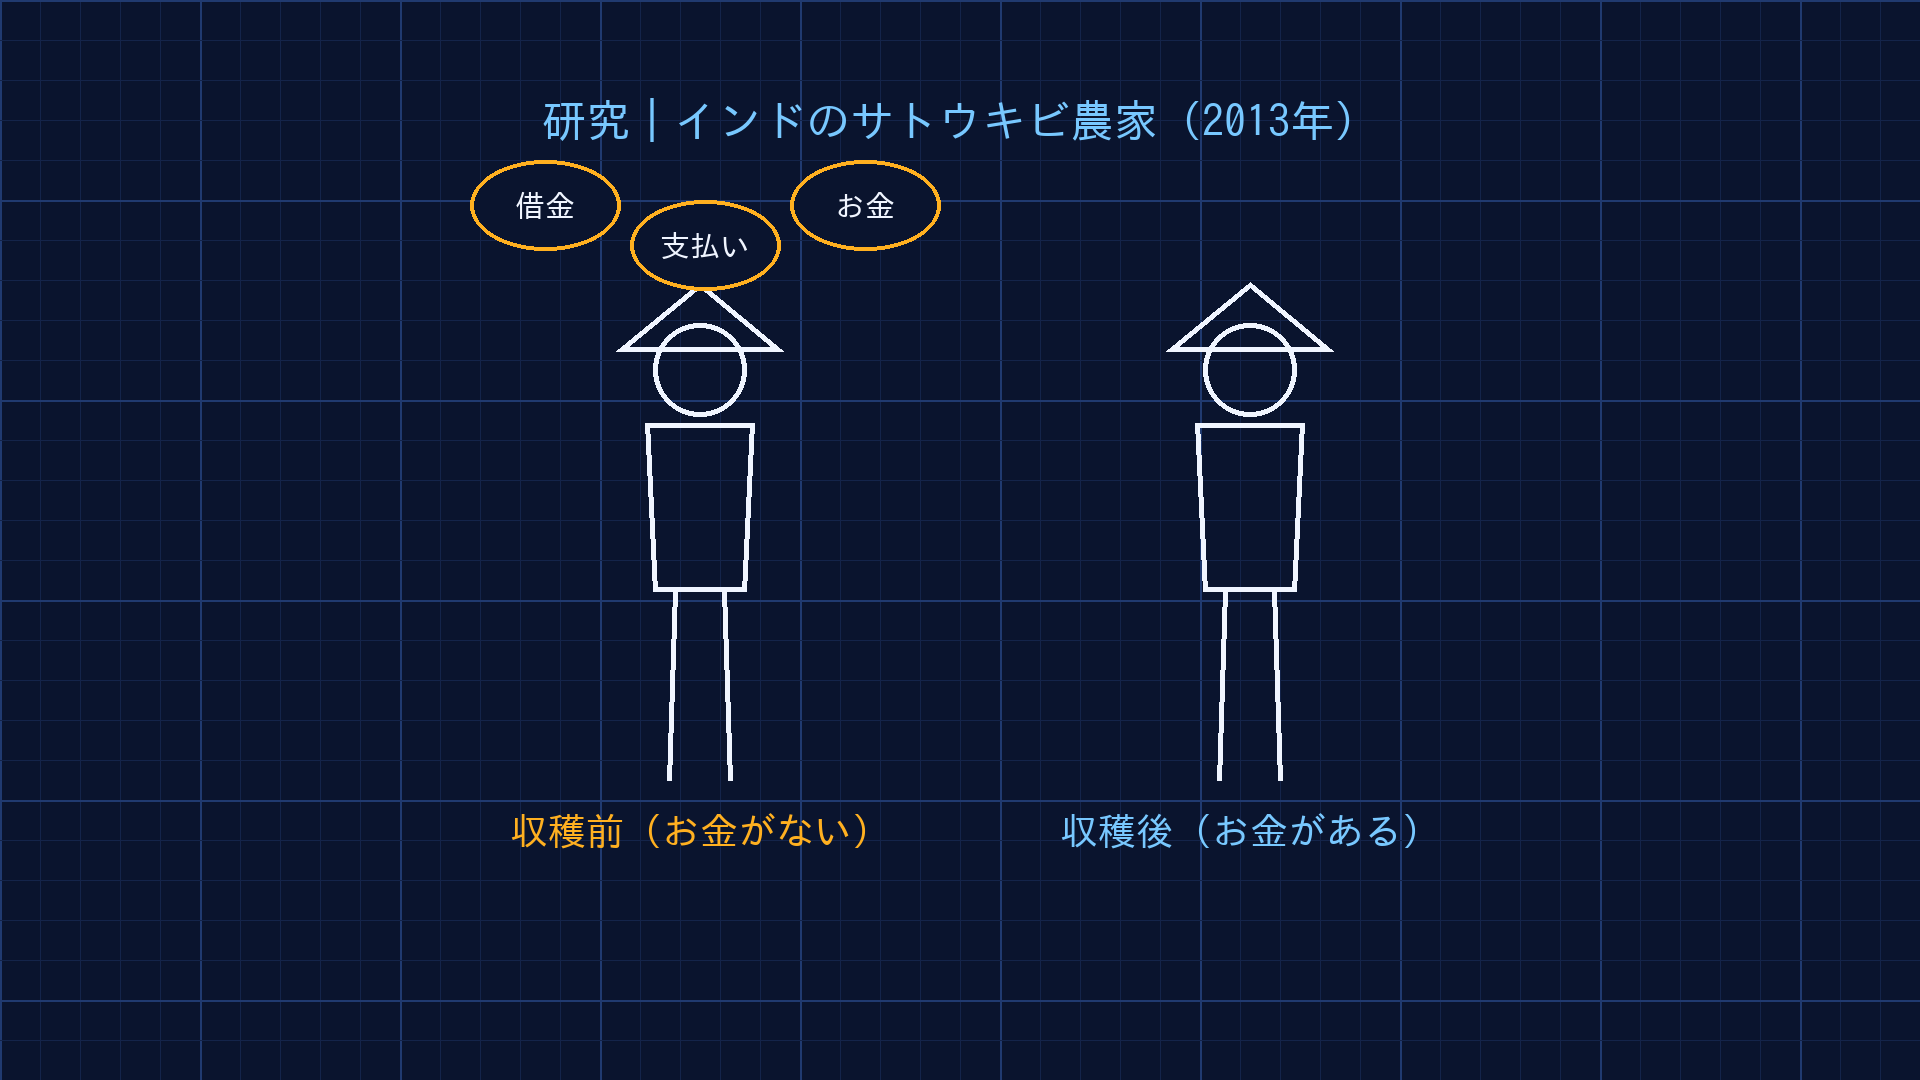 研究｜インドのサトウキビ農家（2013年）
借金
支払い
お金
収穫前（お金がない）
収穫後（お金がある）